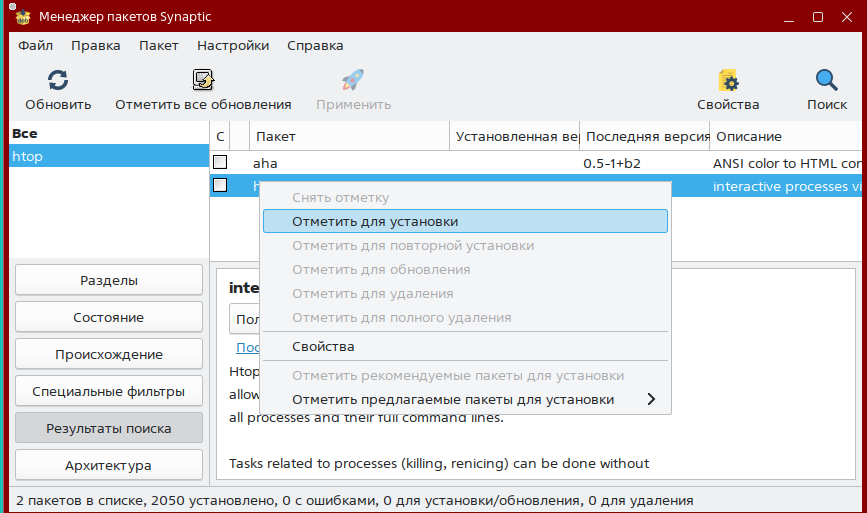 Менеджер пакетов Synaptic
Файл Правка Пакет Настройки Справка
Обновить Отметить все обновления Применить Свойства Поиск
Все
htop
С Пакет Установленная вер Последняя версия Описание
aha 0.5-1+b2 ANSI color to HTML con
interactive processes vi
Снять отметку
Отметить для установки
Отметить для повторной установки
Отметить для обновления
Отметить для удаления
Отметить для полного удаления
Свойства
Отметить рекомендуемые пакеты для установки
Отметить предлагаемые пакеты для установки
Разделы
Состояние
Происхождение
Специальные фильтры
Результаты поиска
Архитектура
inte
Пол
Пос
Htop
allow
all processes and their full command lines.
Tasks related to processes (killing, renicing) can be done without
2 пакетов в списке, 2050 установлено, 0 с ошибками, 0 для установки/обновления, 0 для удаления